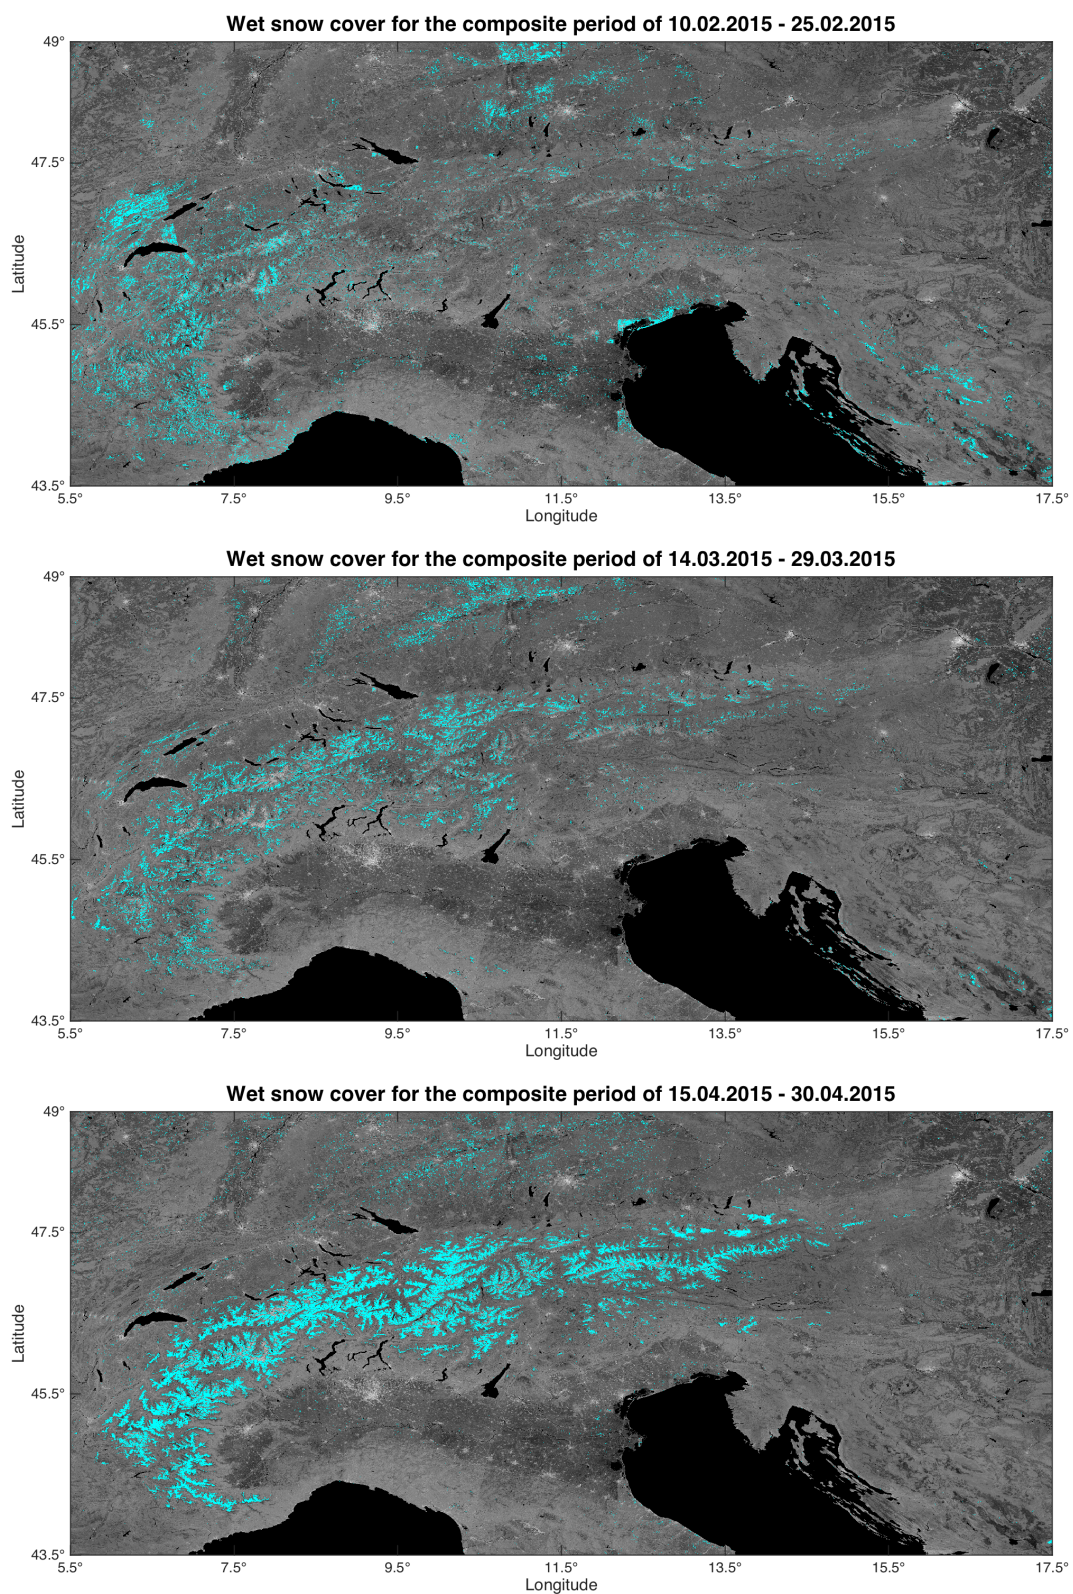 Wet snow cover for the composite period of 10.02.2015 - 25.02.2015
49°
47.5°
45.5°
43.5°
Latitude
5.5° 7.5° 9.5° 11.5° 13.5° 15.5° 17.5°
Longitude
Wet snow cover for the composite period of 14.03.2015 - 29.03.2015
49°
47.5°
45.5°
43.5°
Latitude
5.5° 7.5° 9.5° 11.5° 13.5° 15.5° 17.5°
Longitude
Wet snow cover for the composite period of 15.04.2015 - 30.04.2015
49°
47.5°
45.5°
43.5°
Latitude
5.5° 7.5° 9.5° 11.5° 13.5° 15.5° 17.5°
Longitude